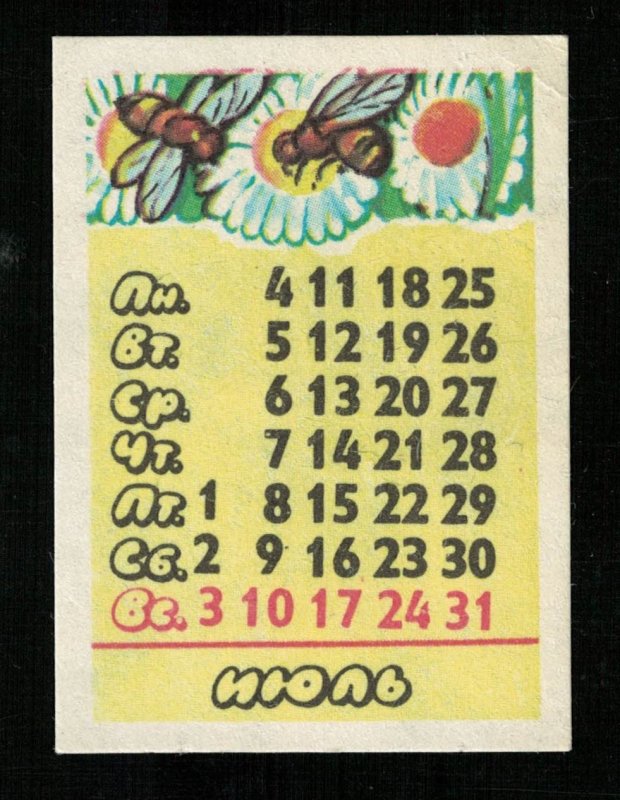 Пн. 4 11 18 25
Вт. 5 12 19 26
Ср. 6 13 20 27
Чт. 7 14 21 28
Пт. 1 8 15 22 29
Сб. 2 9 16 23 30
Вс. 3 10 17 24 31
июль